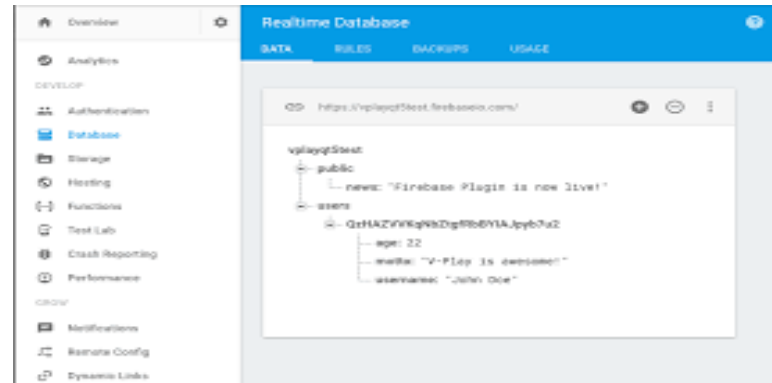 Overview
Analytics
DEVELOP
Authentication
Database
Storage
Hosting
Functions
Test Lab
Crash Reporting
Performance
GROW
Notifications
Remote Config
Dynamic Links
Realtime Database
DATA RULES BACKUPS USAGE
https://vplayqt5test.firebaseio.com/
vplayqt5test
public
news: "Firebase Plugin is now live!"
users
age: 22
"V-Play is awesome!"
username: "John Doe"